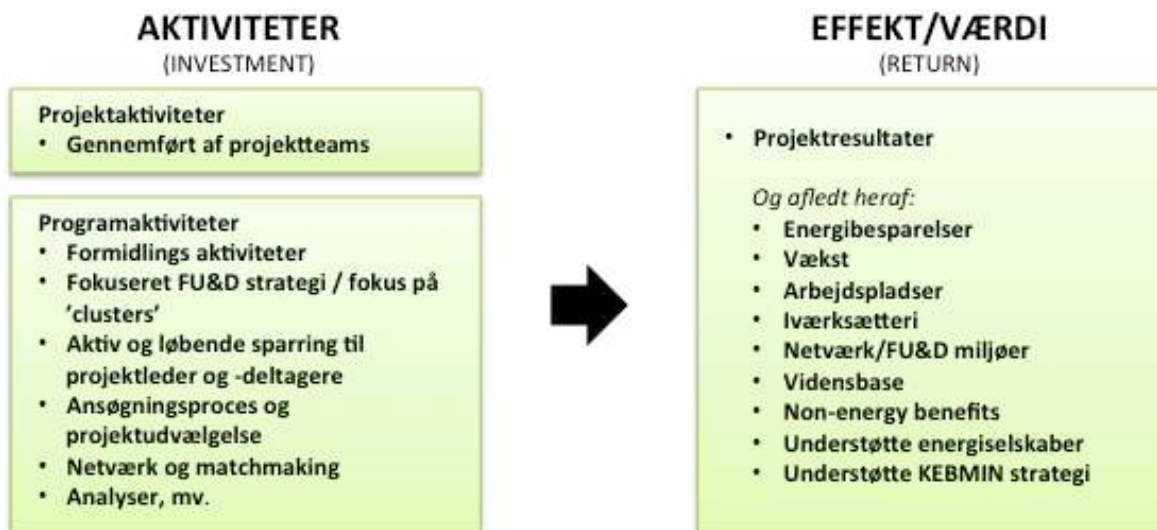 AKTIVITETER
(INVESTMENT)
Projektaktiviteter
• Gennemført af projektteams
Programaktiviteter
• Formidlings aktiviteter
• Fokuseret FU&D strategi / fokus på
'clusters'
• Aktiv og løbende sparring til
projektleder og -deltagere
• Ansøgningsproces og
projektudvælgelse
• Netværk og matchmaking
• Analyser, mv.
EFFEKT/VÆRDI
(RETURN)
• Projektresultater
Og afledt heraf:
• Energibesparelser
• Vækst
• Arbejdspladser
• Iværksætteri
• Netværk/FU&D miljøer
• Vidensbase
• Non-energy benefits
• Understøtte energiselskaber
• Understøtte KEBMIN strategi